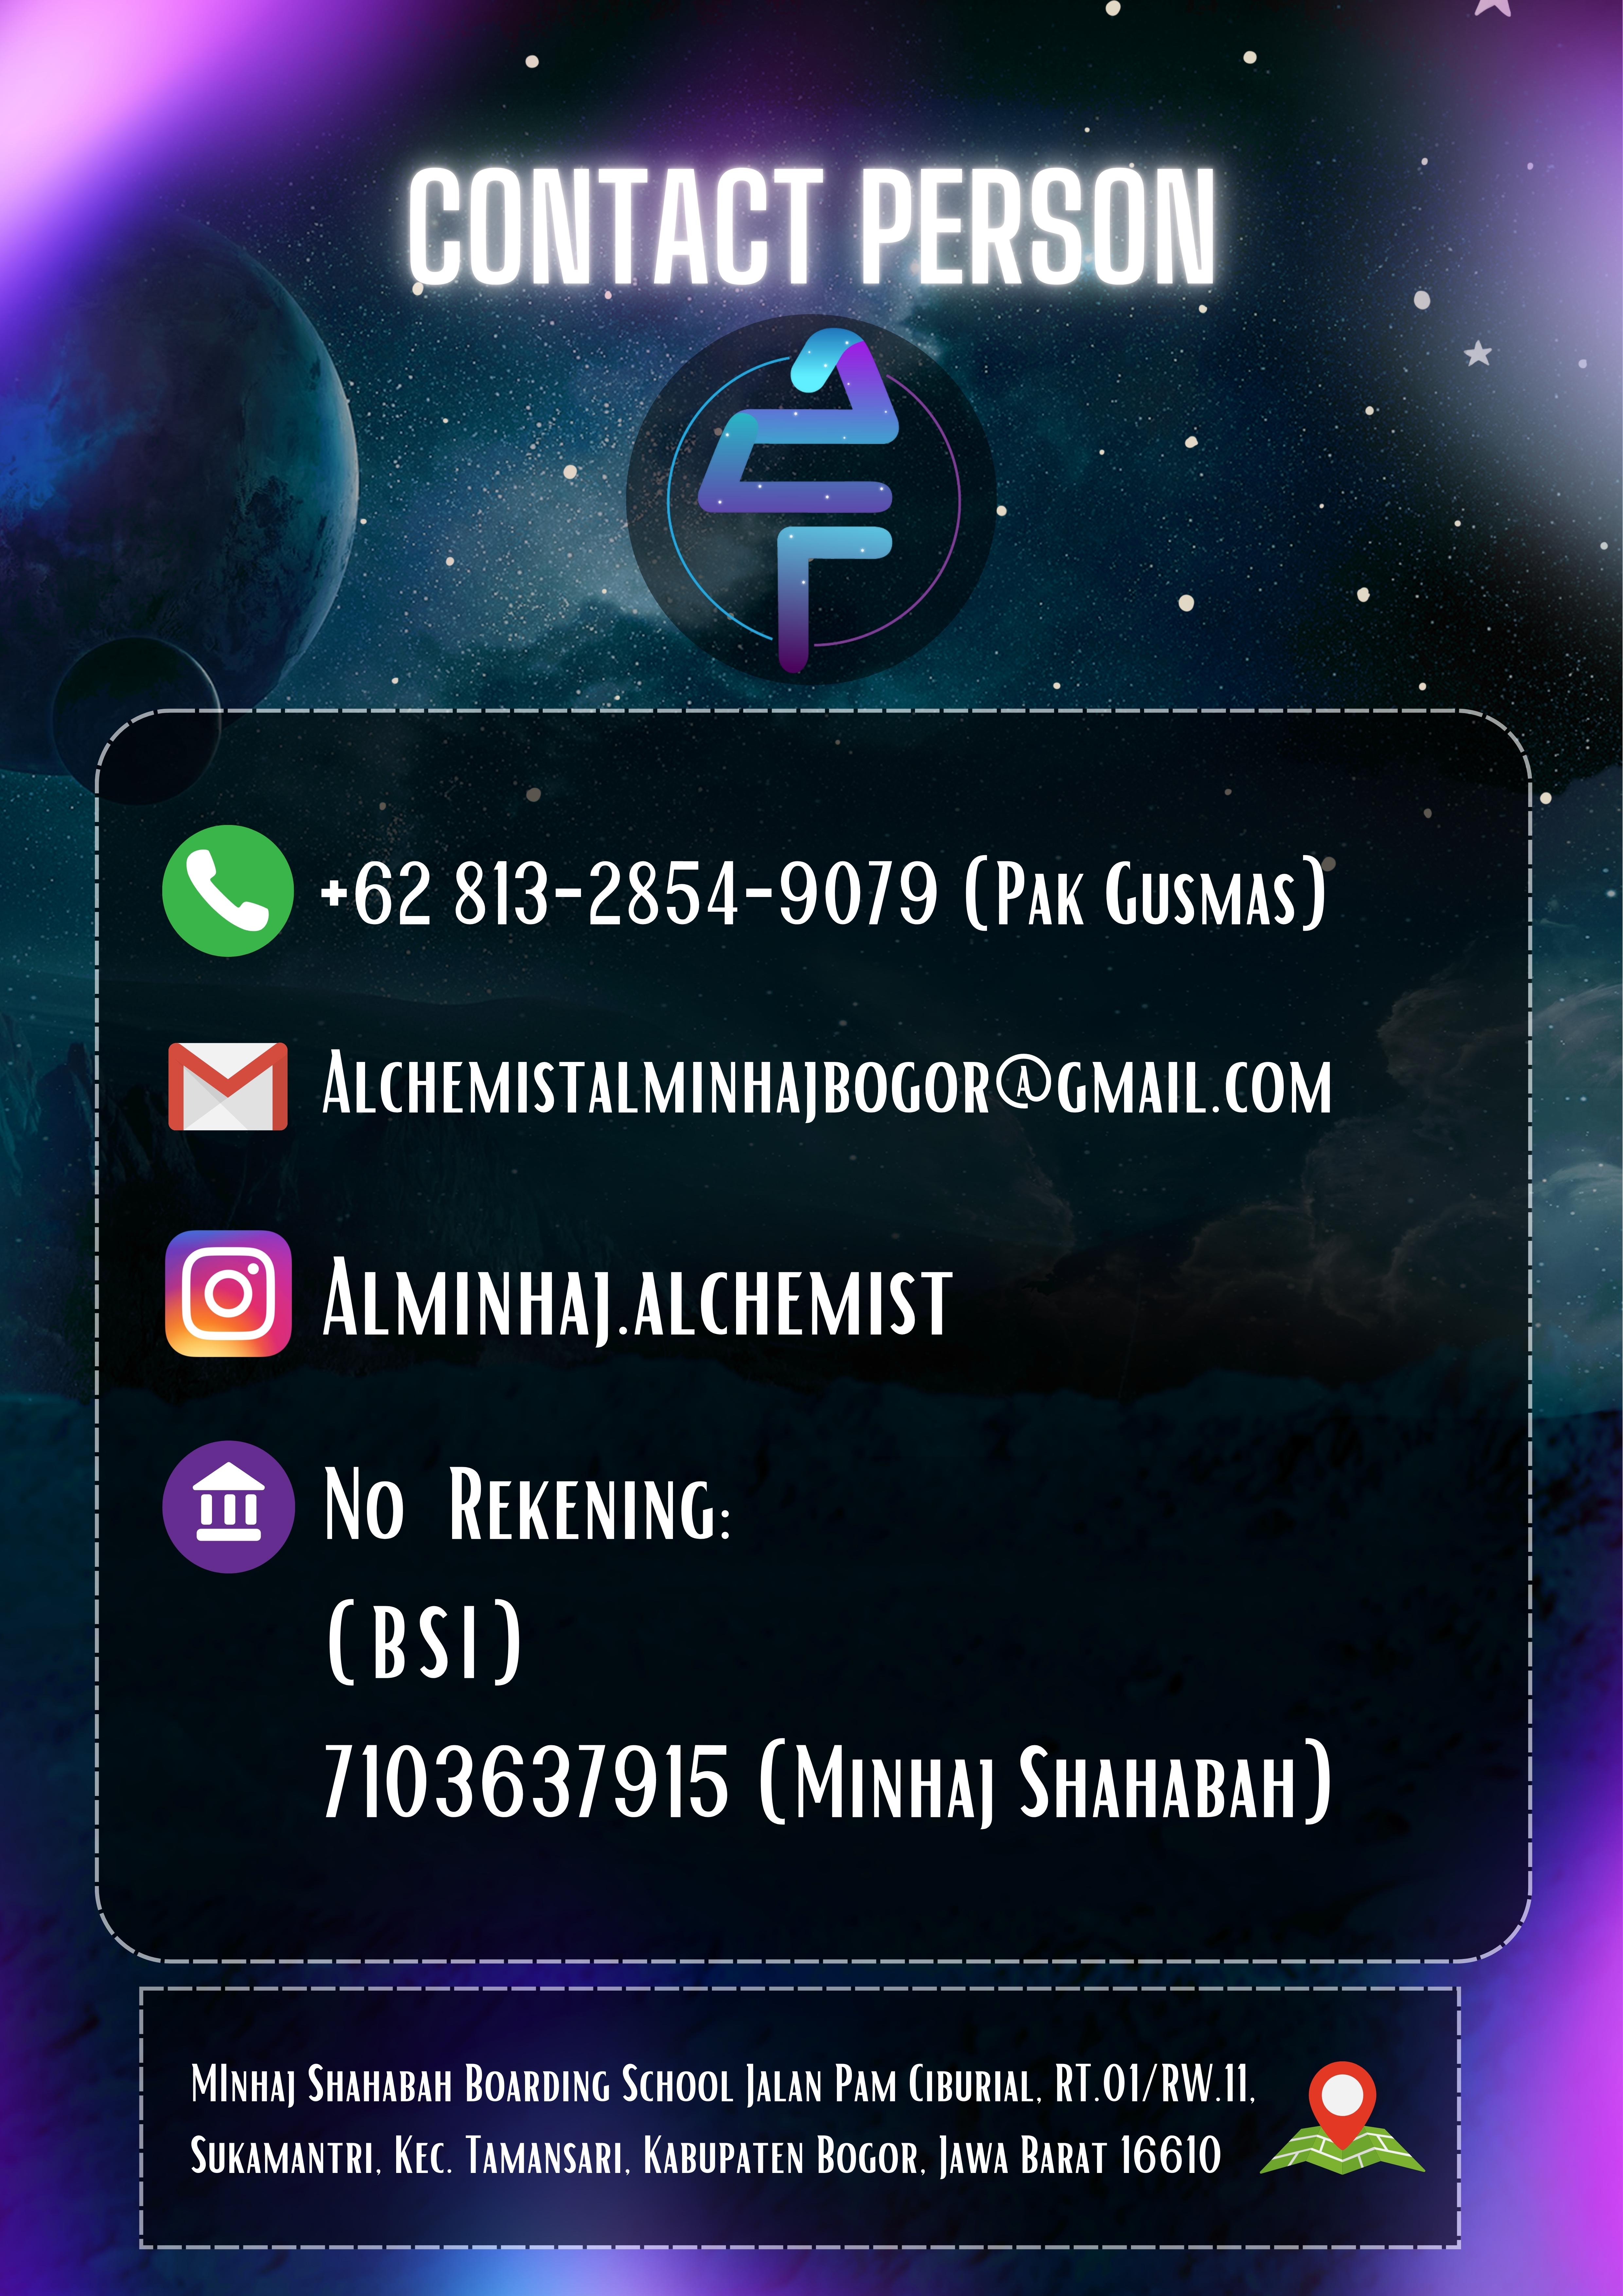 CONTACT PERSON
+62 813-2854-9079 (Pak Gusmas)
Alchemistalminhajbogor@gmail.com
Alminhaj.alchemist
No Rekening:
(BSI)
7103637915 (Minhaj Shahabah)
MInhaj Shahabah Boarding School Jalan Pam Ciburial, RT.01/RW.11,
Sukamantri, Kec. Tamansari, Kabupaten Bogor, Jawa Barat 16610